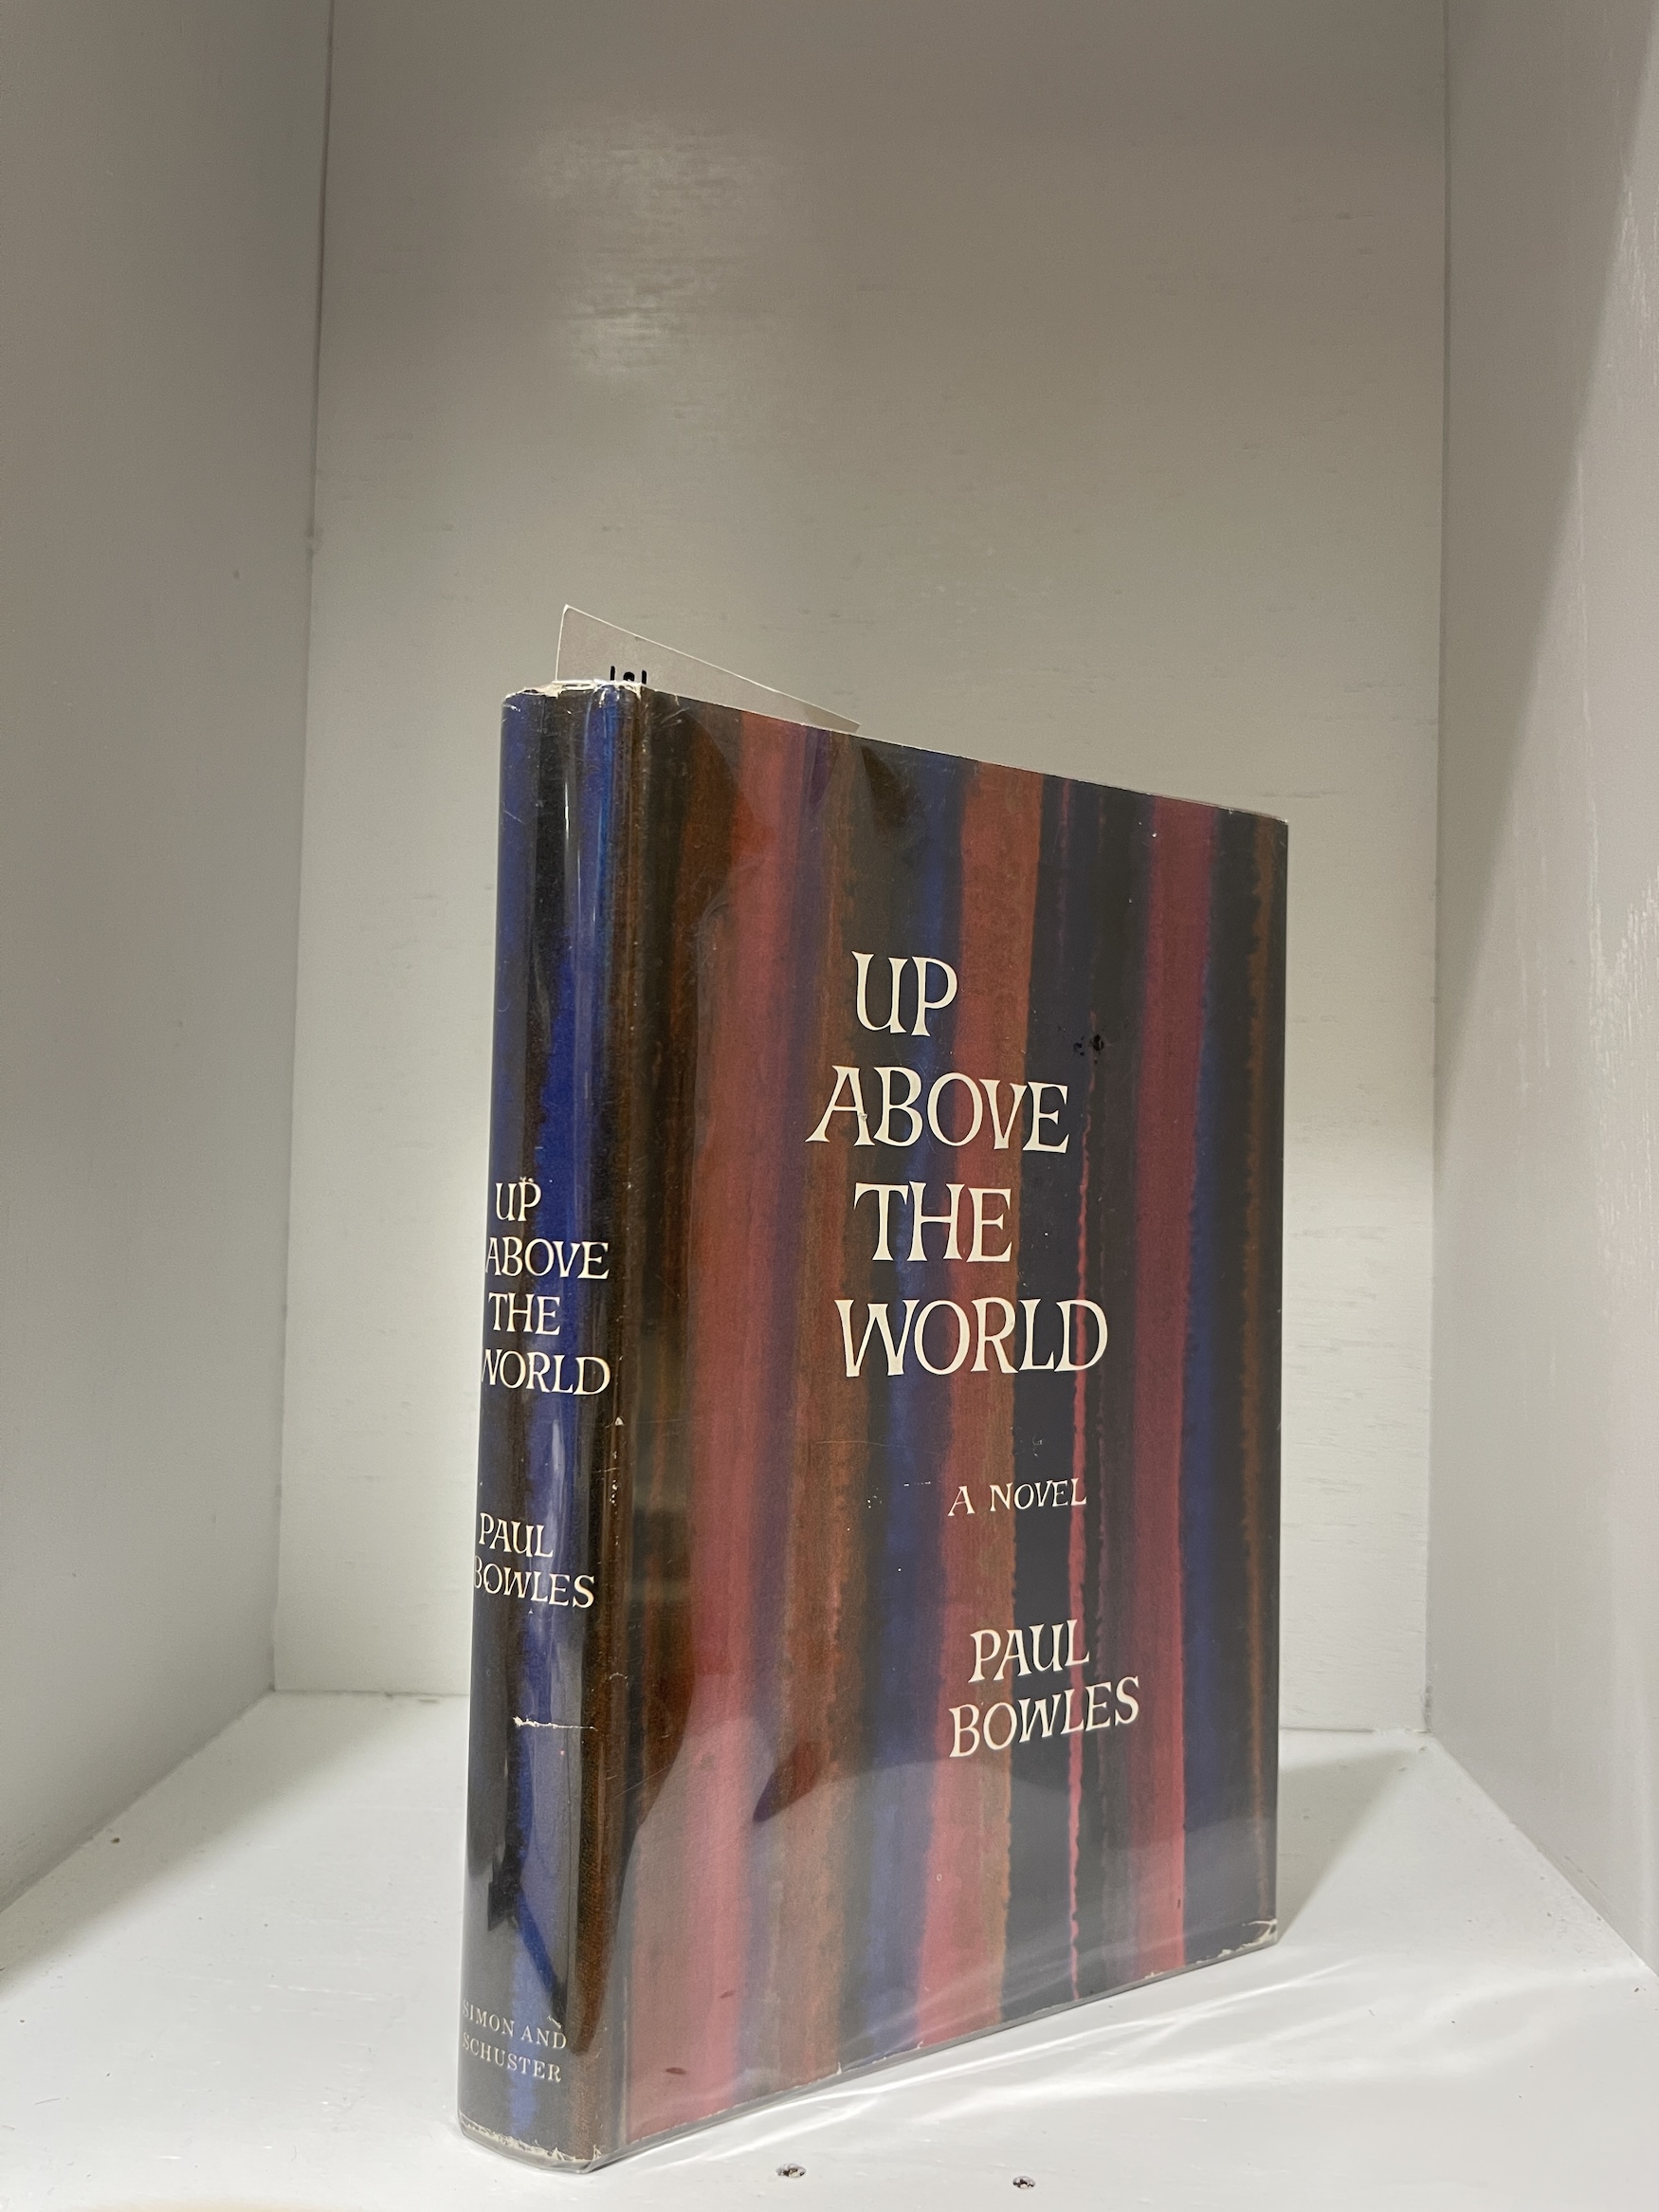 UP
ABOVE
THE
WORLD
PAUL
BOWLES
SIMON AND
SCHUSTER
UP
ABOVE
THE
WORLD
A NOVEL
PAUL
BOWLES